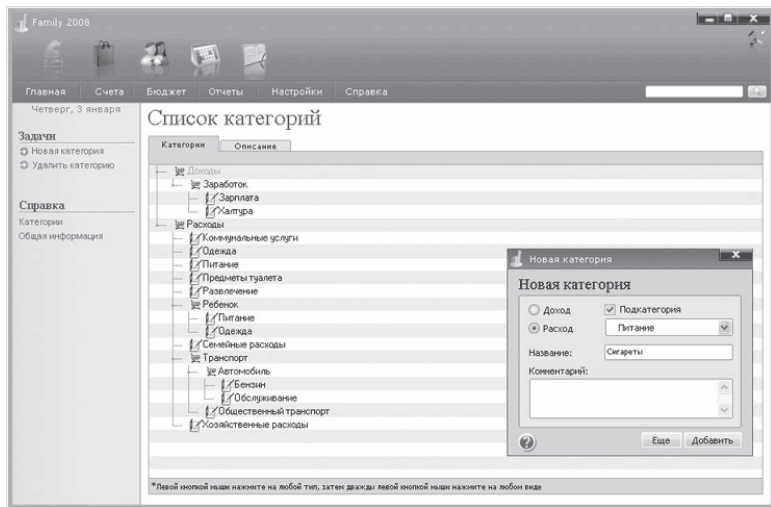 Family 2008
Главная Счета Бюджет Отчеты Настройки Справка
Четверг, 3 января
Задачи
Новая категория
Удалить категорию
Справка
Категории
Общая информация
Список категорий
Категории Описание
Доходы
Заработок
Зарплата
Халтура
Расходы
Коммунальные услуги
Одежда
Питание
Предметы туалета
Развлечение
Ребенок
Питание
Одежда
Семейные расходы
Транспорт
Автомобиль
Бензин
Обслуживание
Общественный транспорт
Хозяйственные расходы
*Левой кнопкой мыши нажмите на любой тип, затем дважды левой кнопкой мыши нажмите на любом виде
Новая категория
Новая категория
Доход Подкатегория
Расход Питание
Название: Сигареты
Комментарий:
Еще Добавить